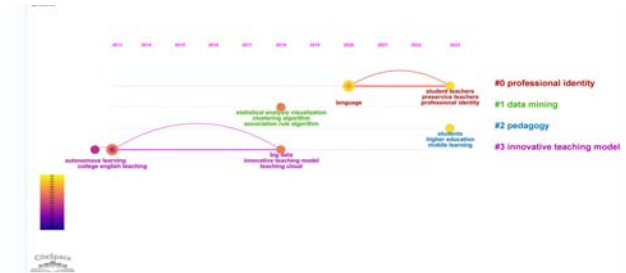 2013 2014 2015 2016 2017 2018 2019 2020 2021 2022 2023
student teachers
preservice teachers
professional identity
language
#0 professional identity
statistical analysis visualisation
clustering algorithm
association rule algorithm
#1 data mining
students
higher education
mobile learning
#2 pedagogy
autonomous learning
college english teaching
big data
innovative teaching model
teaching cloud
#3 innovative teaching model
CiteSpace